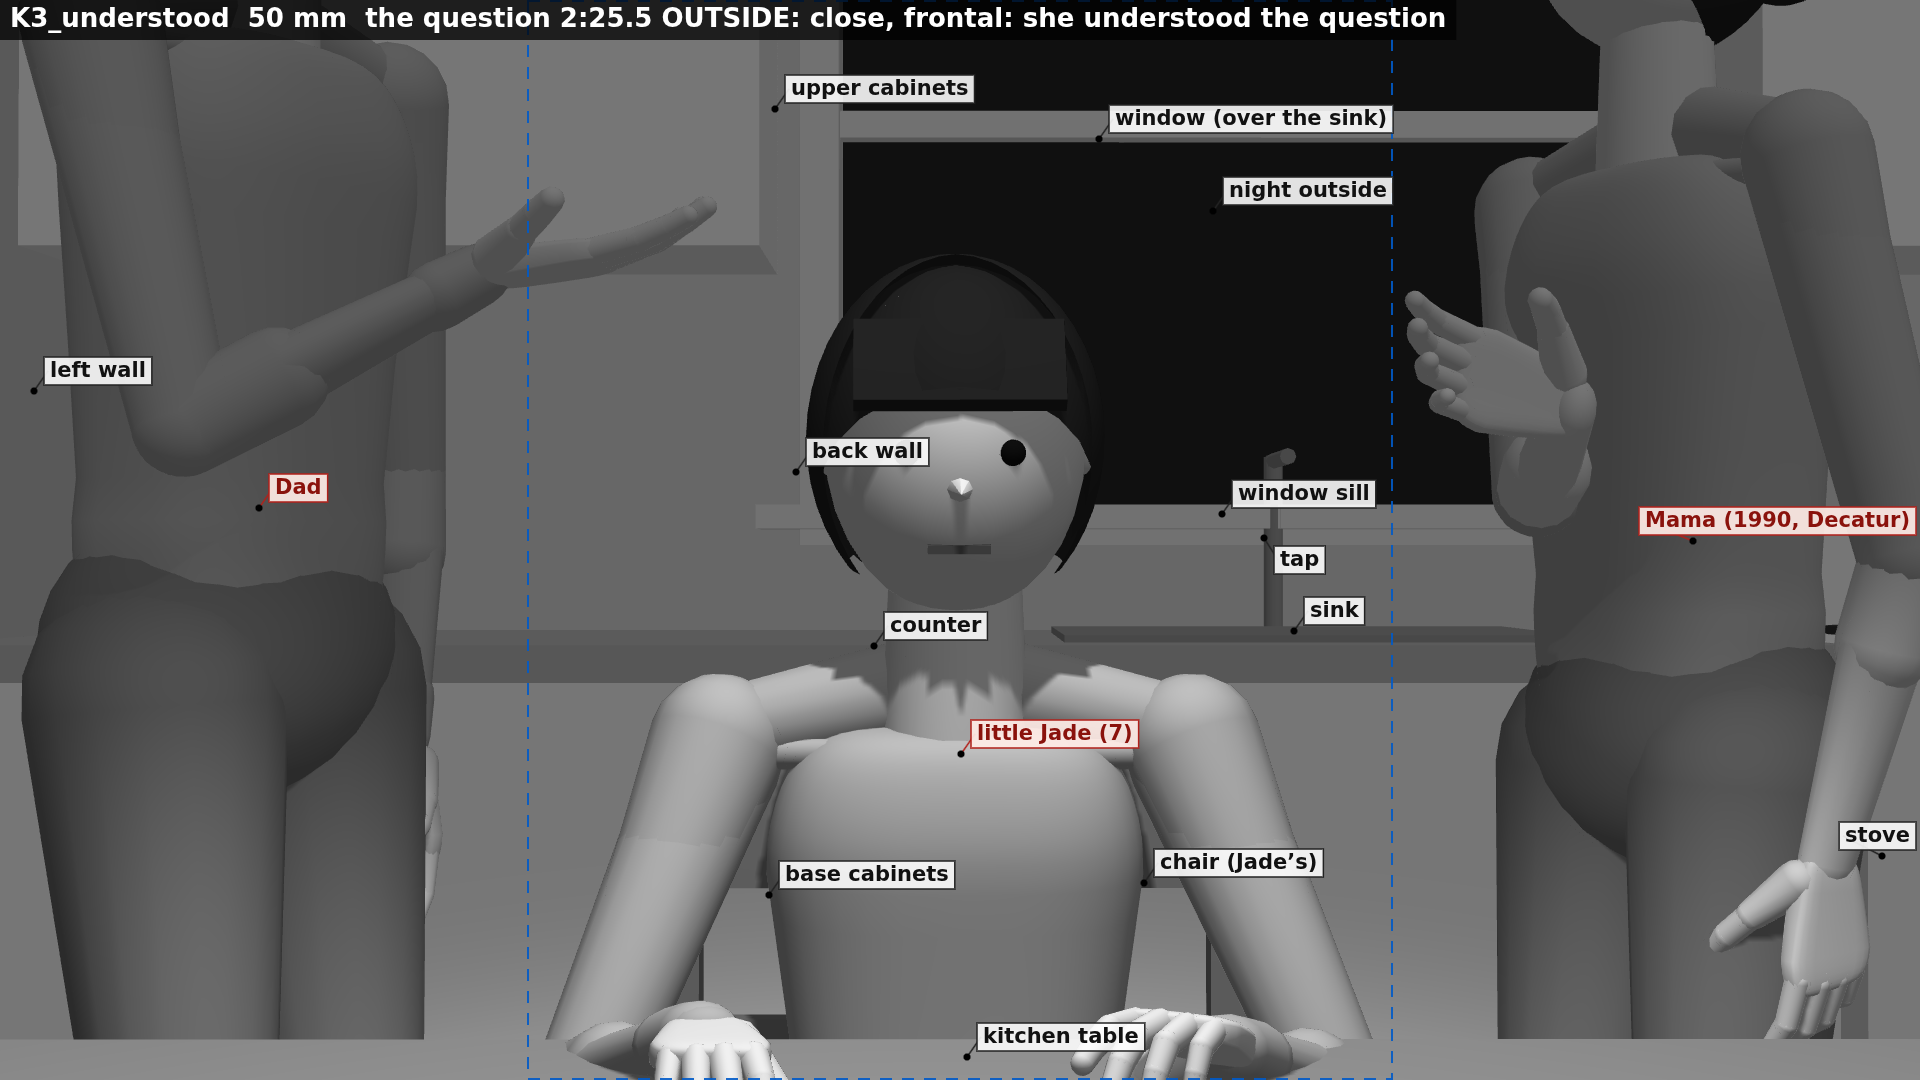 K3_understood 50 mm the question 2:25.5 OUTSIDE: close, frontal: she understood the question
upper cabinets
window (over the sink)
night outside
left wall
back wall
Dad
window sill
Mama (1990, Decatur)
tap
sink
counter
little Jade (7)
stove
chair (Jade’s)
base cabinets
kitchen table